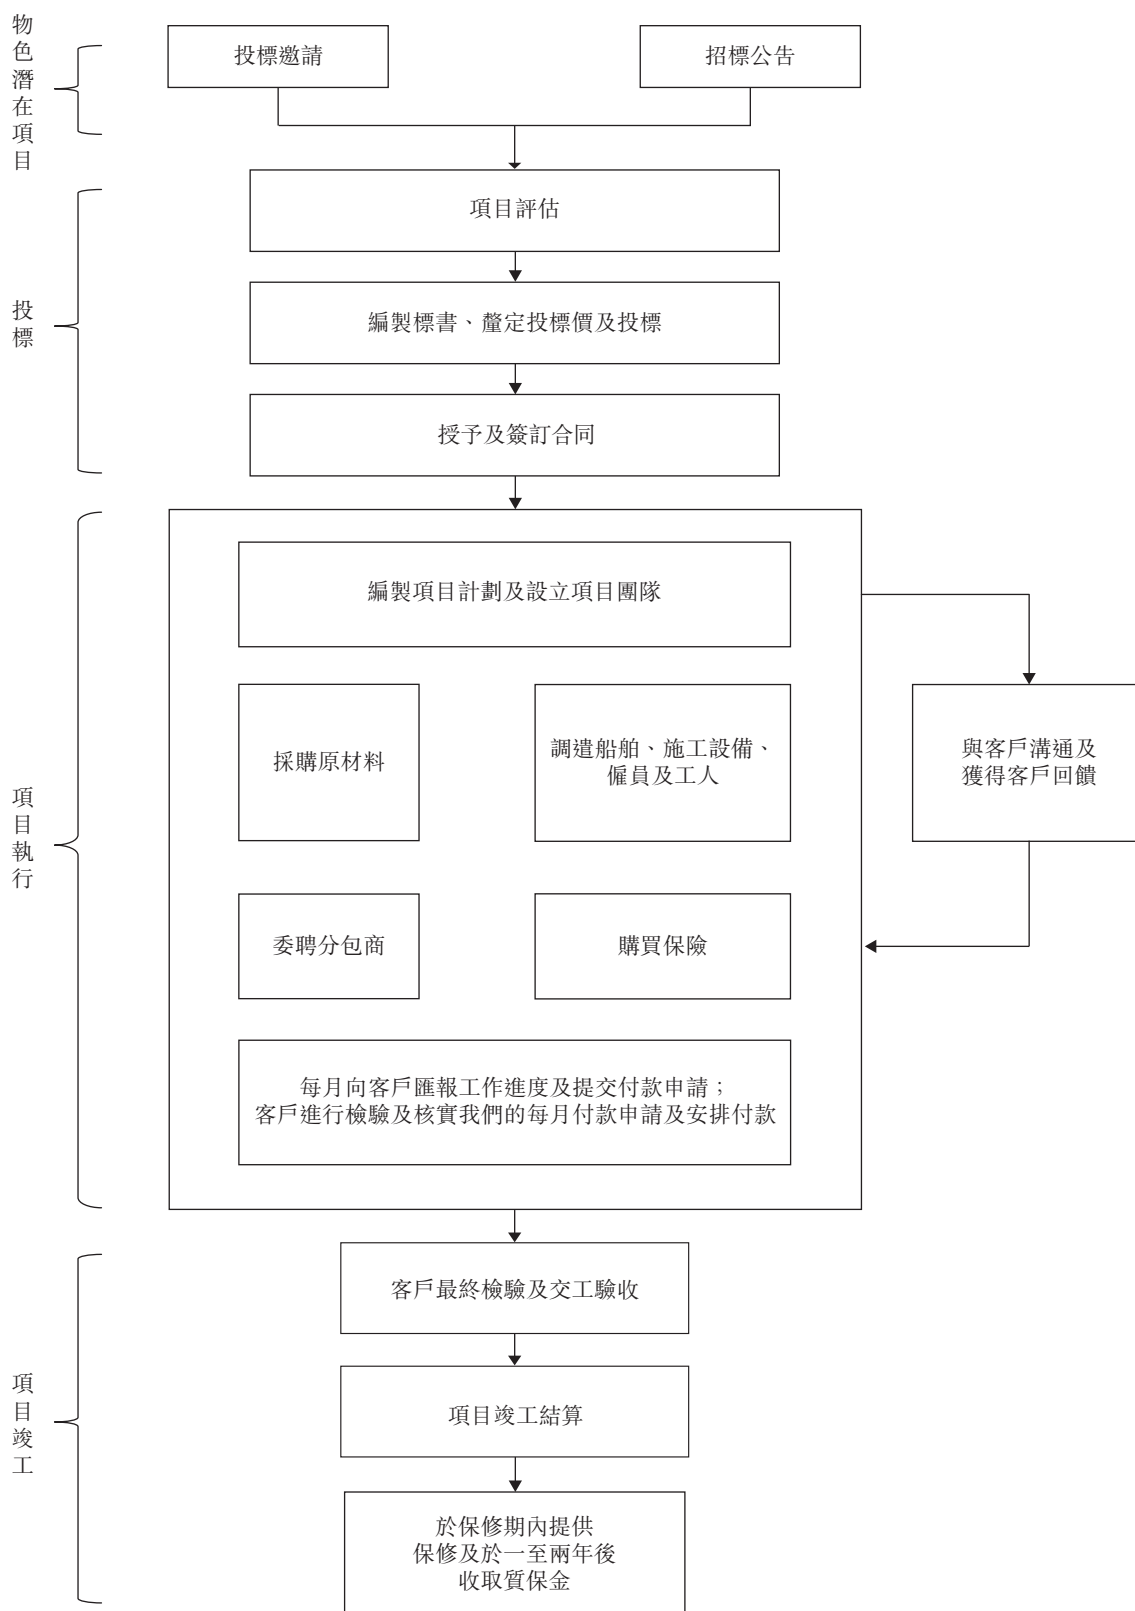 物色潛在項目
投標邀請
招標公告
項目評估
投標
編製標書、釐定投標價及投標
授予及簽訂合同
項目執行
編製項目計劃及設立項目團隊
採購原材料
調遣船舶、施工設備、
僱員及工人
與客戶溝通及
獲得客戶回饋
委聘分包商
購買保險
每月向客戶匯報工作進度及提交付款申請；
客戶進行檢驗及核實我們的每月付款申請及安排付款
項目竣工
客戶最終檢驗及交工驗收
項目竣工結算
於保修期內提供
保修及於一至兩年後
收取質保金